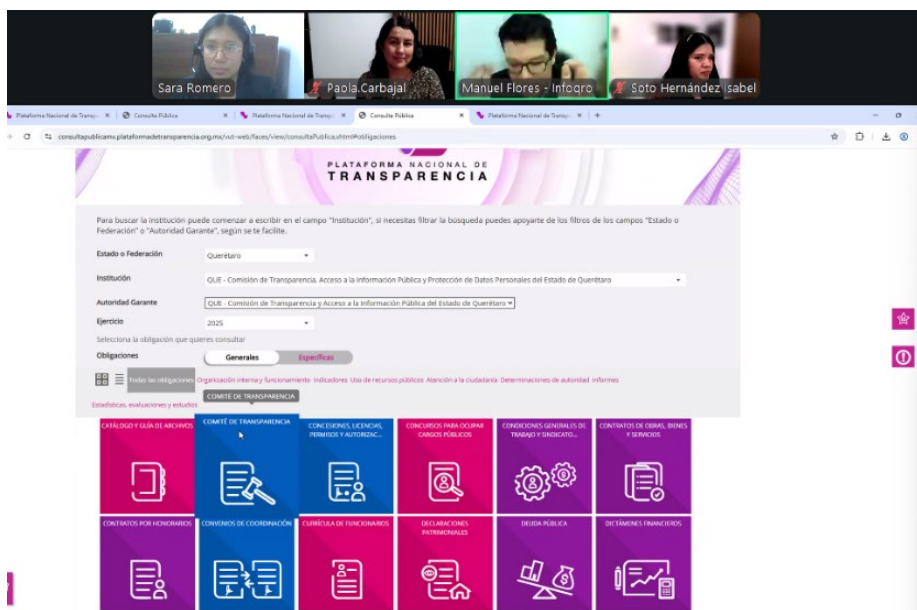 Sara Romero
Paola.Carbajal
Manuel Flores - Infoqro
Soto Hernández Isabel
Plataforma Nacional de Transp
Consulta Pública
Plataforma Nacional de Transp
Consulta Pública
Plataforma Nacional de Transp
consultapublicamx.plataformadetransparencia.org.mx/vut-web/faces/view/consultaPublica.xhtml#obligaciones
PLATAFORMA NACIONAL DE
TRANSPARENCIA
Para buscar la institución puede comenzar a escribir en el campo "Institución", si necesitas filtrar la búsqueda puedes apoyarte de los filtros de los campos "Estado o
Federación" o "Autoridad Garante", según se te facilite.
Estado o Federación
Querétaro
Institución
QUE - Comisión de Transparencia, Acceso a la Información Pública y Protección de Datos Personales del Estado de Querétaro
Autoridad Garante
QUE - Comisión de Transparencia y Acceso a la Información Pública del Estado de Querétaro
Ejercicio
2025
Selecciona la obligación que quieres consultar
Obligaciones
Generales
Específicas
Todas las obligaciones Organización interna y funcionamiento Indicadores Uso de recursos públicos Atención a la ciudadanía Determinaciones de autoridad Informes
Estadísticas, evaluaciones y estudios
COMITÉ DE TRANSPARENCIA
CATÁLOGO Y GUÍA DE ARCHIVOS
COMITÉ DE TRANSPARENCIA
CONCESIONES, LICENCIAS,
PERMISOS Y AUTORIZAC...
CONCURSOS PARA OCUPAR
CARGOS PÚBLICOS
CONDICIONES GENERALES DE
TRABAJO Y SINDICATO...
CONTRATOS DE OBRAS, BIENES
Y SERVICIOS
CONTRATOS POR HONORARIOS
CONVENIOS DE COORDINACIÓN
CURRÍCULA DE FUNCIONARIOS
DECLARACIONES
PATRIMONIALES
DEUDA PÚBLICA
DICTÁMENES FINANCIEROS